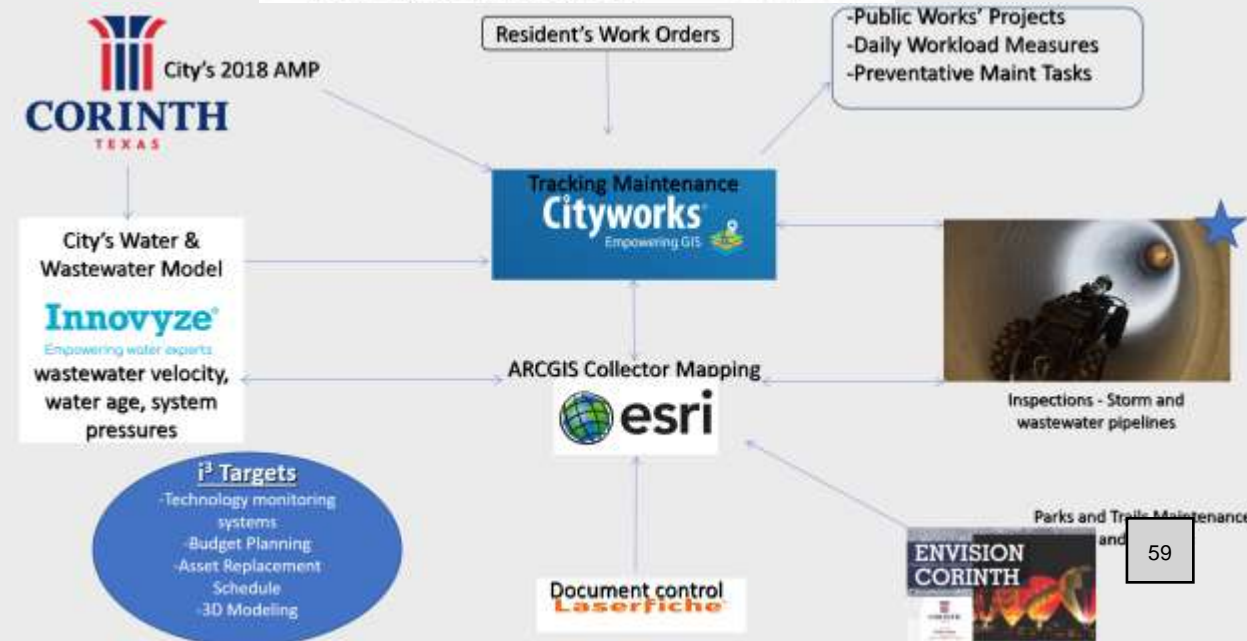 Resident's Work Orders
-Public Works' Projects
-Daily Workload Measures
-Preventative Maint Tasks
City's 2018 AMP
CORINTH
TEXAS
Tracking Maintenance
Cityworks
Empowering GIS
City's Water &
Wastewater Model
Innovyze®
Empowering water experts
wastewater velocity,
water age, system
pressures
ARCGIS Collector Mapping
esri
Inspections - Storm and
wastewater pipelines
i³ Targets
-Technology monitoring
systems
-Budget Planning
-Asset Replacement
Schedule
-3D Modeling
Parks and Trails Maintenance
and
59
ENVISION
CORINTH
CORINTH
Document control
Laserfiche